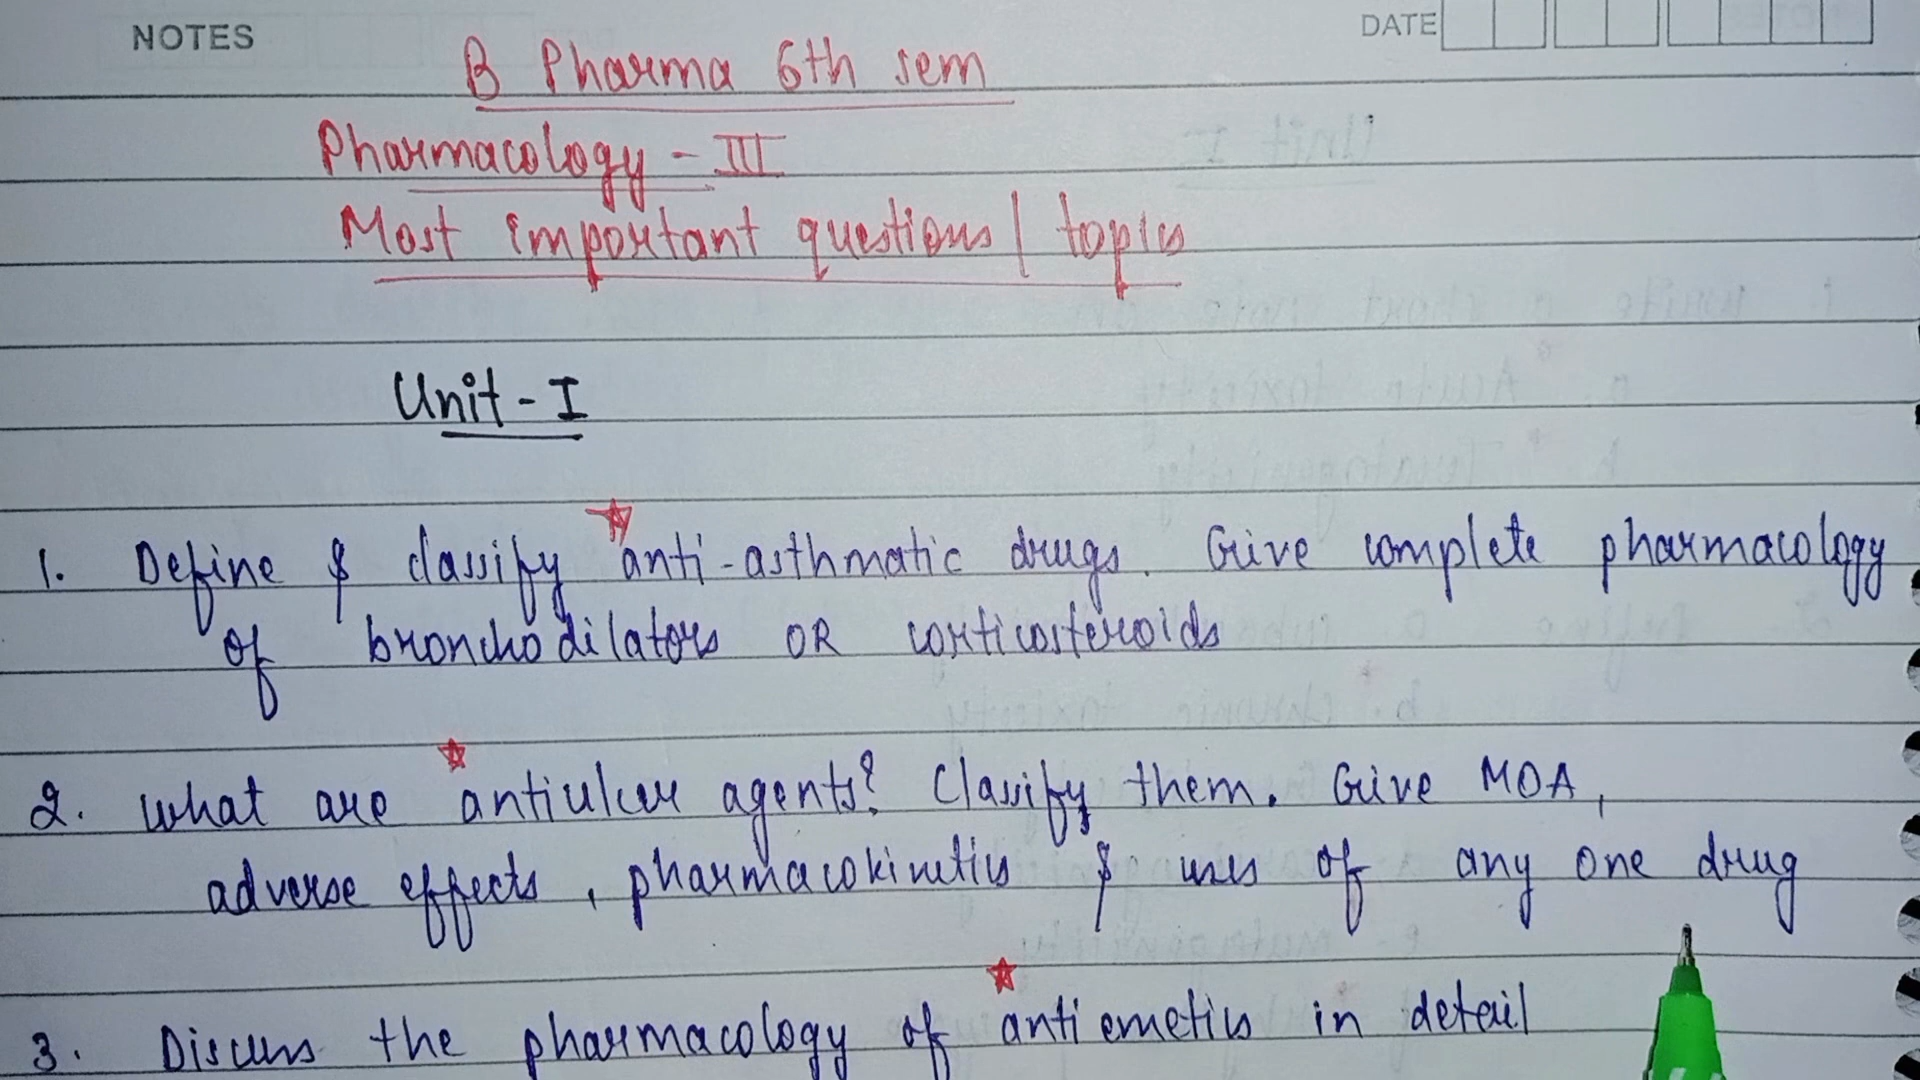 NOTES
DATE
B Pharma 6th sem
Pharmacology - III
Most important questions / topics
Unit - I
1. Define & classify anti-asthmatic drugs. Give complete pharmacology
of bronchodilators OR corticosteroids
2. What are antiulcer agents? Classify them. Give MOA,
adverse effects, pharmacokinetics & uses of any one drug
3. Discuss the pharmacology of antiemetics in detail